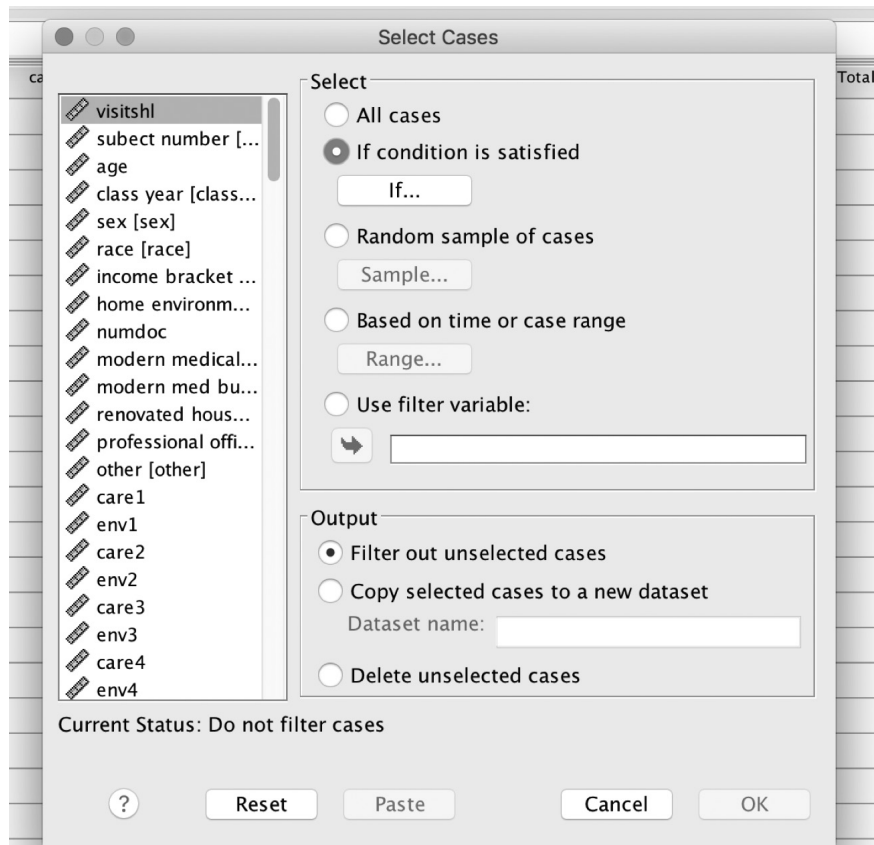 Select Cases
ca
Total
visitshl
subect number [...
age
class year [class...
sex [sex]
race [race]
income bracket ...
home environm...
numdoc
modern medical...
modern med bu...
renovated hous...
professional offi...
other [other]
care1
env1
care2
env2
care3
env3
care4
env4
Select
All cases
If condition is satisfied
If...
Random sample of cases
Sample...
Based on time or case range
Range...
Use filter variable:
Output
Filter out unselected cases
Copy selected cases to a new dataset
Dataset name:
Delete unselected cases
Current Status: Do not filter cases
? Reset Paste Cancel OK